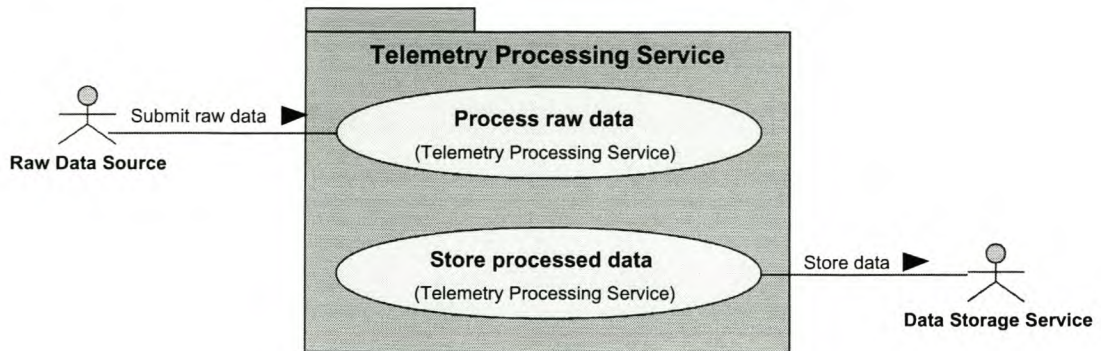 Telemetry Processing Service
Submit raw data
Process raw data
(Telemetry Processing Service)
Raw Data Source
Store processed data
(Telemetry Processing Service)
Store data
Data Storage Service